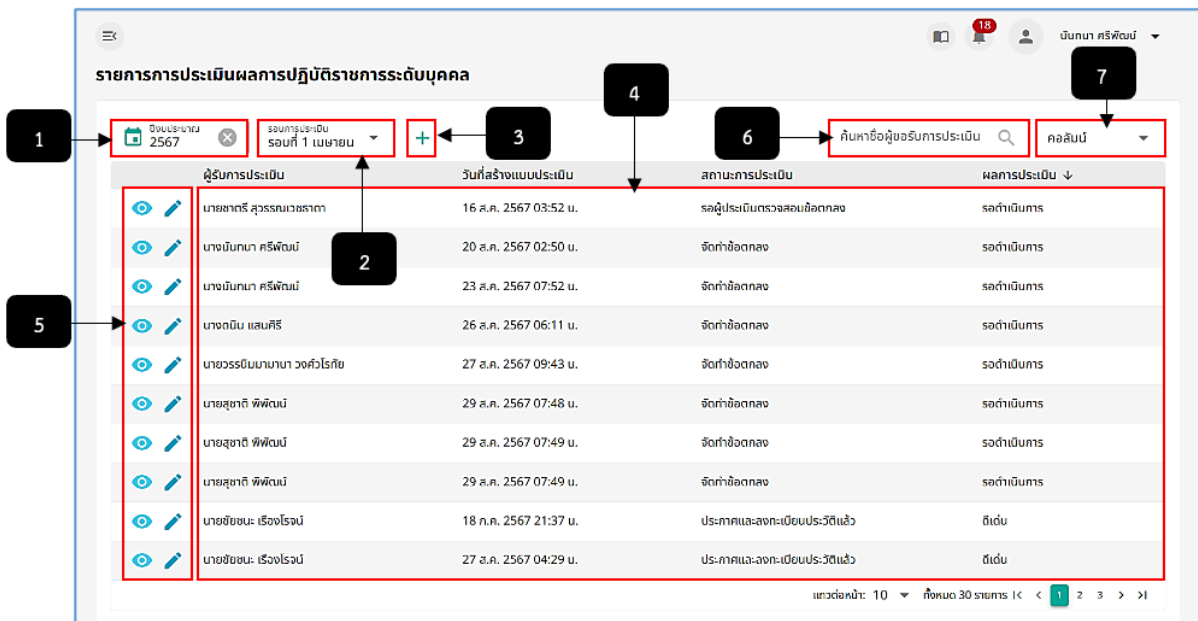 18
นันทนา ศรีพัฒน์
รายการการประเมินผลการปฏิบัติราชการระดับบุคคล
4
7
1
ปีงบประมาณ
2567
รอบการประเมิน
รอบที่ 1 เมษายน
3
6
ค้นหาชื่อผู้ขอรับการประเมิน
คอลัมน์
ผู้รับการประเมิน วันที่สร้างแบบประเมิน สถานะการประเมิน ผลการประเมิน
นายชาตรี สุวรรณเวชธาดา 16 ส.ค. 2567 03:52 น. รอผู้ประเมินตรวจสอบข้อตกลง รอดำเนินการ
นางนันทนา ศรีพัฒน์ 20 ส.ค. 2567 02:50 น. จัดทำข้อตกลง รอดำเนินการ
2
นางนันทนา ศรีพัฒน์ 23 ส.ค. 2567 07:52 น. จัดทำข้อตกลง รอดำเนินการ
5
นางดนิน แสนศิริ 26 ส.ค. 2567 06:11 น. จัดทำข้อตกลง รอดำเนินการ
27 ส.ค. 2567 09:43 น. จัดทำข้อตกลง รอดำเนินการ
นายสุชาติ พิพัฒน์ 29 ส.ค. 2567 07:48 น. จัดทำข้อตกลง รอดำเนินการ
นายสุชาติ พิพัฒน์ 29 ส.ค. 2567 07:49 น. จัดทำข้อตกลง รอดำเนินการ
นายสุชาติ พิพัฒน์ 29 ส.ค. 2567 07:49 น. จัดทำข้อตกลง รอดำเนินการ
นายชัยชนะ เรืองโรจน์ 18 ก.ค. 2567 21:37 น. ประกาศและลงทะเบียนประวัติแล้ว ดีเด่น
นายชัยชนะ เรืองโรจน์ 27 ส.ค. 2567 04:29 น. ประกาศและลงทะเบียนประวัติแล้ว ดีเด่น
แถวต่อหน้า: 10 ทั้งหมด 30 รายการ 1 2 3